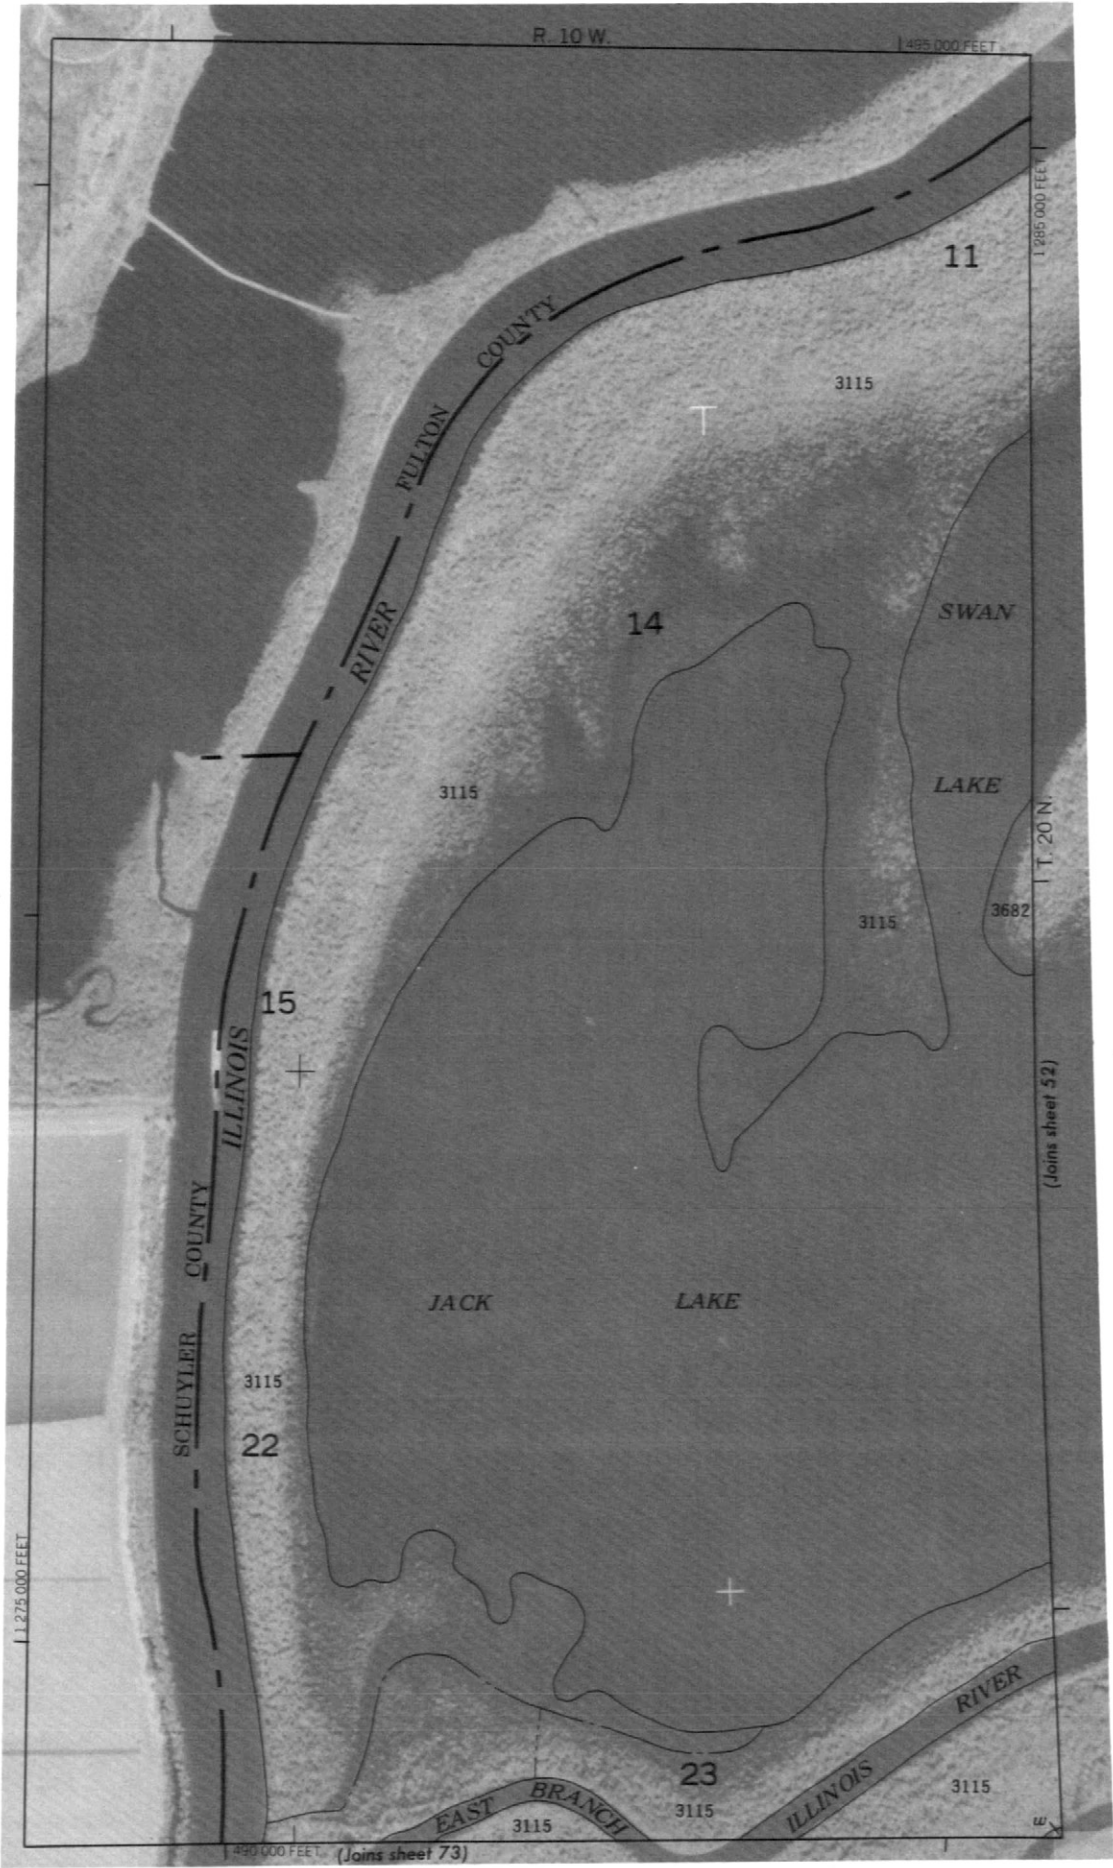 R. 10 W.
495 000 FEET
1 285 000 FEET
11
FULTON COUNTY
3115
14
RIVER
SWAN
LAKE
3115
T. 20 N.
3682
3115
15
ILLINOIS
(Joins sheet 52)
SCHUYLER COUNTY
JACK LAKE
3115
22
1 275 000 FEET
RIVER
23
ILLINOIS
3115
3115
EAST BRANCH
3115
490 000 FEET
(Joins sheet 73)